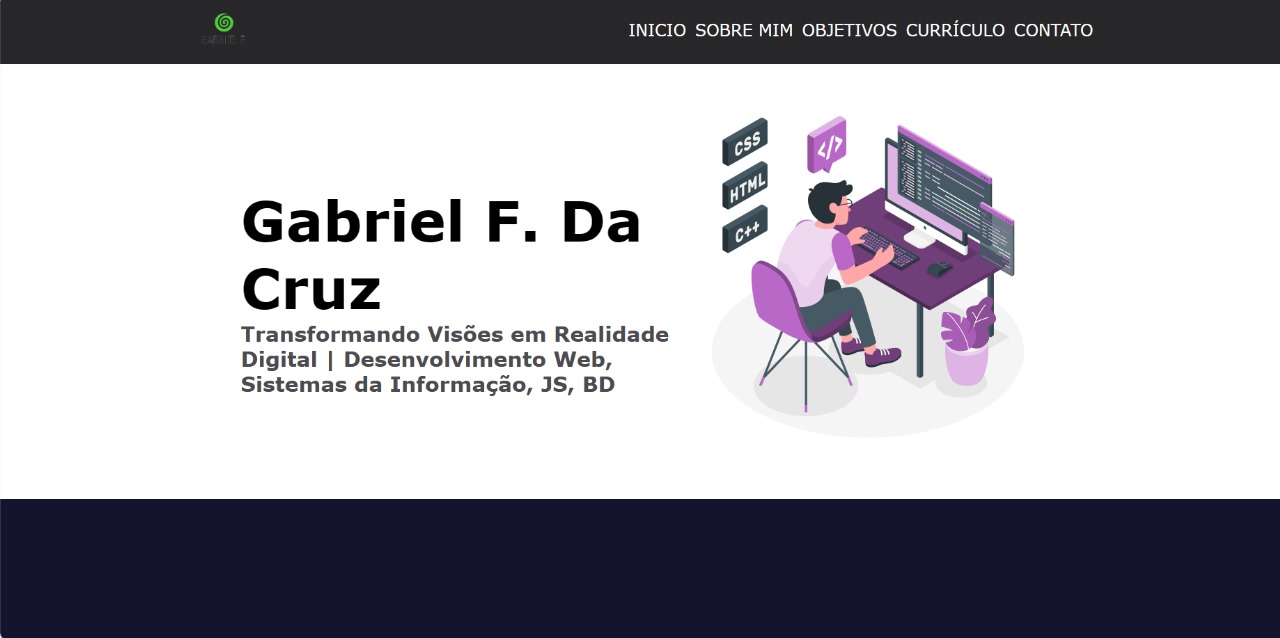 INICIO SOBRE MIM OBJETIVOS CURRÍCULO CONTATO
CSS
HTML
C++
</>
Gabriel F. Da
Cruz
Transformando Visões em Realidade
Digital | Desenvolvimento Web,
Sistemas da Informação, JS, BD